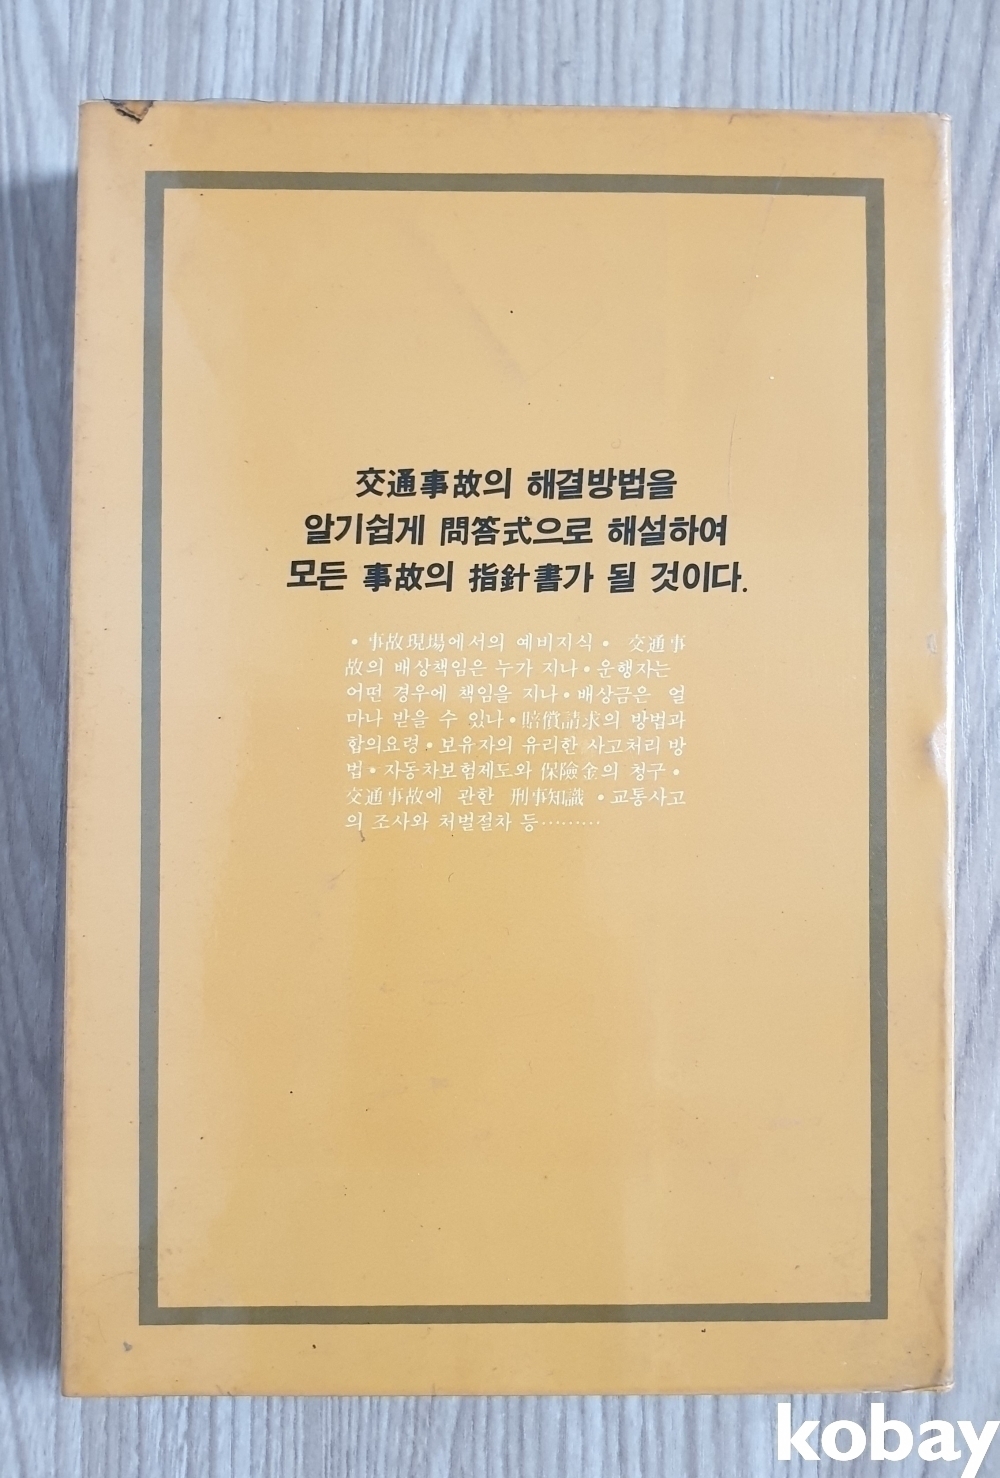 交通事故의 해결방법을
알기쉽게 問答式으로 해설하여
모든 事故의 指針書가 될 것이다.
• 事故現場에서의 예비지식 • 交通事
故의 배상책임은 누가 지나 • 운행자는
어떤 경우에 책임을 지나 • 배상금은 얼
마나 받을 수 있나 • 賠償請求의 방법과
합의요령 • 보유자의 유리한 사고처리 방
법 • 자동차보험제도와 保險金의 청구 •
交通事故에 관한 刑事知識 • 교통사고
의 조사와 처벌절차 등………
kobay